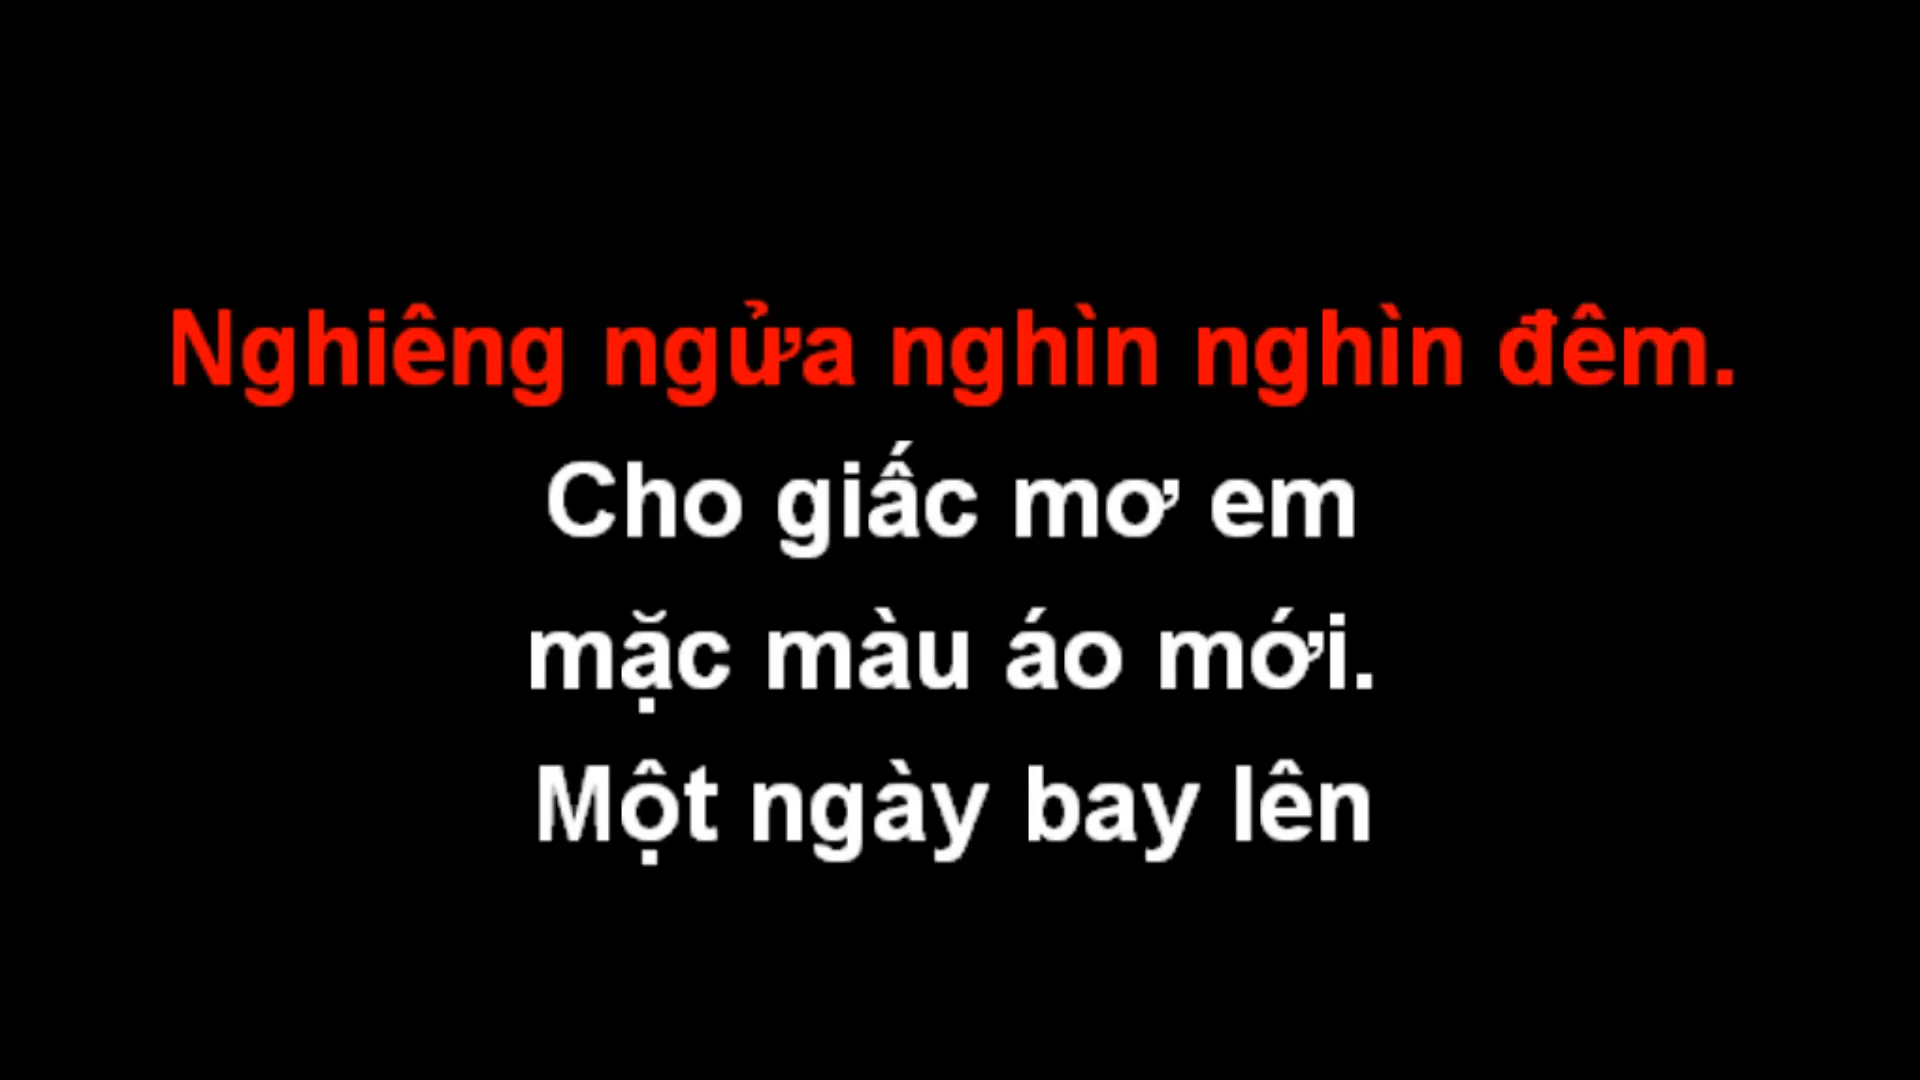 Nghiêng ngửa nghìn nghìn đêm.
Cho giấc mơ em
mặc màu áo mới.
Một ngày bay lên